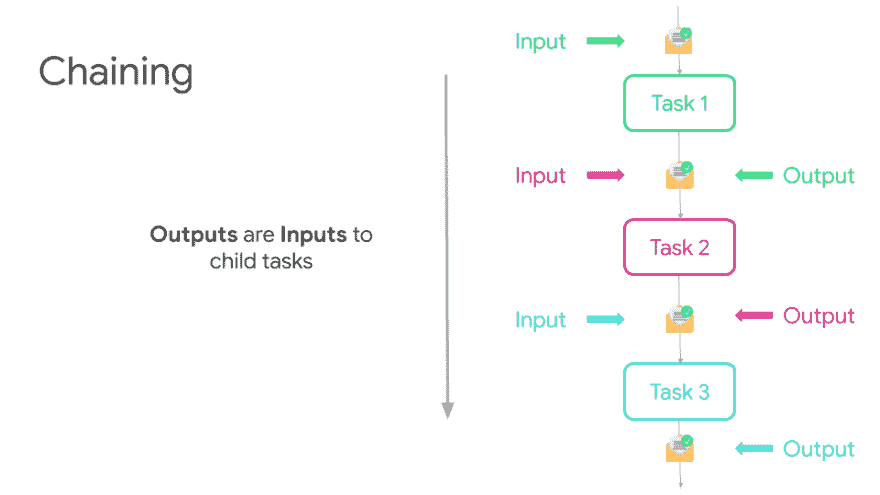 Chaining
Outputs are Inputs to
child tasks
Input
Task 1
Input
Output
Task 2
Input
Output
Task 3
Output